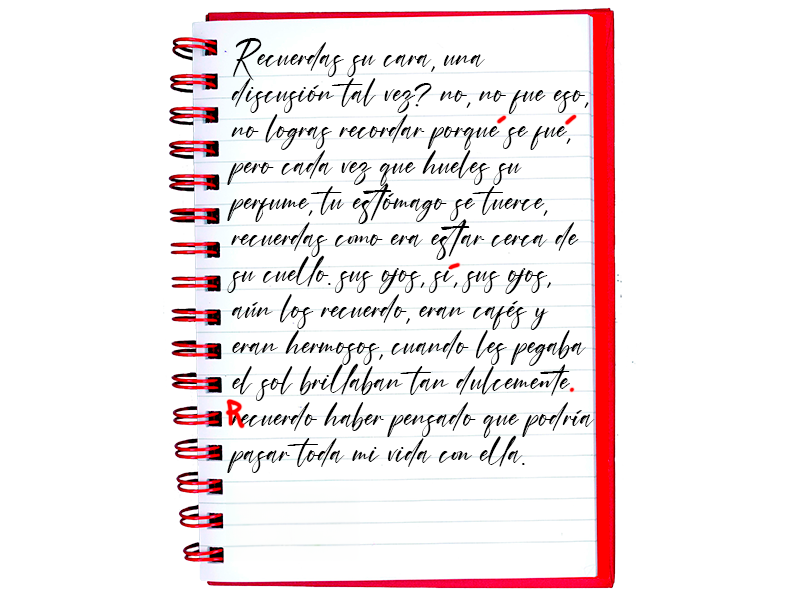 Recuerdas su cara, una
discusión tal vez? no, no fue eso,
no logras recordar porqué se fué,
pero cada vez que hueles su
perfume, tu estómago se tuerce,
recuerdas como era estar cerca de
su cuello. sus ojos, sí, sus ojos,
aún los recuerdo, eran cafés y
eran hermosos, cuando les pegaba
el sol brillaban tan dulcemente.
Recuerdo haber pensado que podría
pasar toda mi vida con ella.